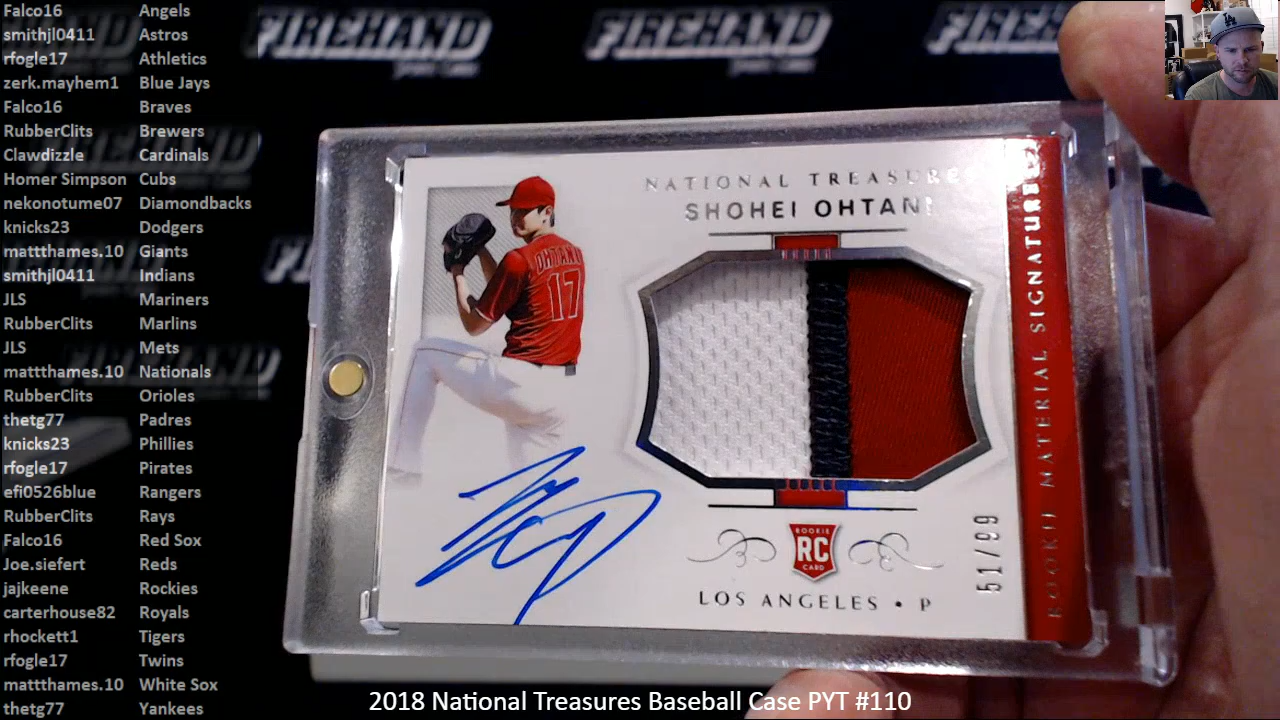 Falco16 Angels
smithjl0411 Astros
rfogle17 Athletics
zerk.mayhem1 Blue Jays
Falco16 Braves
RubberClits Brewers
Clawdizzle Cardinals
Homer Simpson Cubs
nekonotume07 Diamondbacks
knicks23 Dodgers
mattthames.10 Giants
smithjl0411 Indians
JLS Mariners
RubberClits Marlins
JLS Mets
mattthames.10 Nationals
RubberClits Orioles
thetg77 Padres
knicks23 Phillies
rfogle17 Pirates
efi0526blue Rangers
RubberClits Rays
Falco16 Red Sox
Joe.siefert Reds
jajkeene Rockies
carterhouse82 Royals
rhockett1 Tigers
rfogle17 Twins
mattthames.10 White Sox
thetg77 Yankees
FIREHAND
FIREHAND
FIREHAND
NATIONAL TREASURES
SHOHEI OHTANI
OHTANI
17
ROOKIE
RC
CARD
LOS ANGELES • P
51/99
ROOKIE MATERIAL SIGNATURES
LA
2018 National Treasures Baseball Case PYT #110